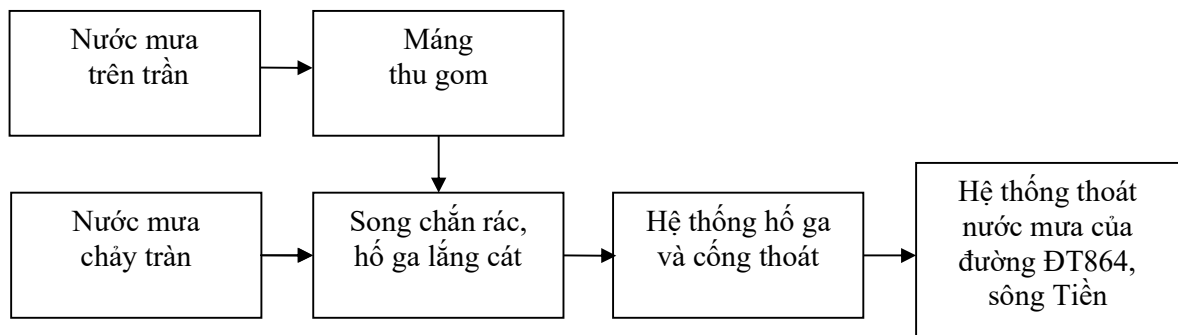 Nước mưa
trên trần
Máng
thu gom
Nước mưa
chảy tràn
Song chắn rác,
hố ga lắng cát
Hệ thống hố ga
và cống thoát
Hệ thống thoát
nước mưa của
đường ĐT864,
sông Tiền